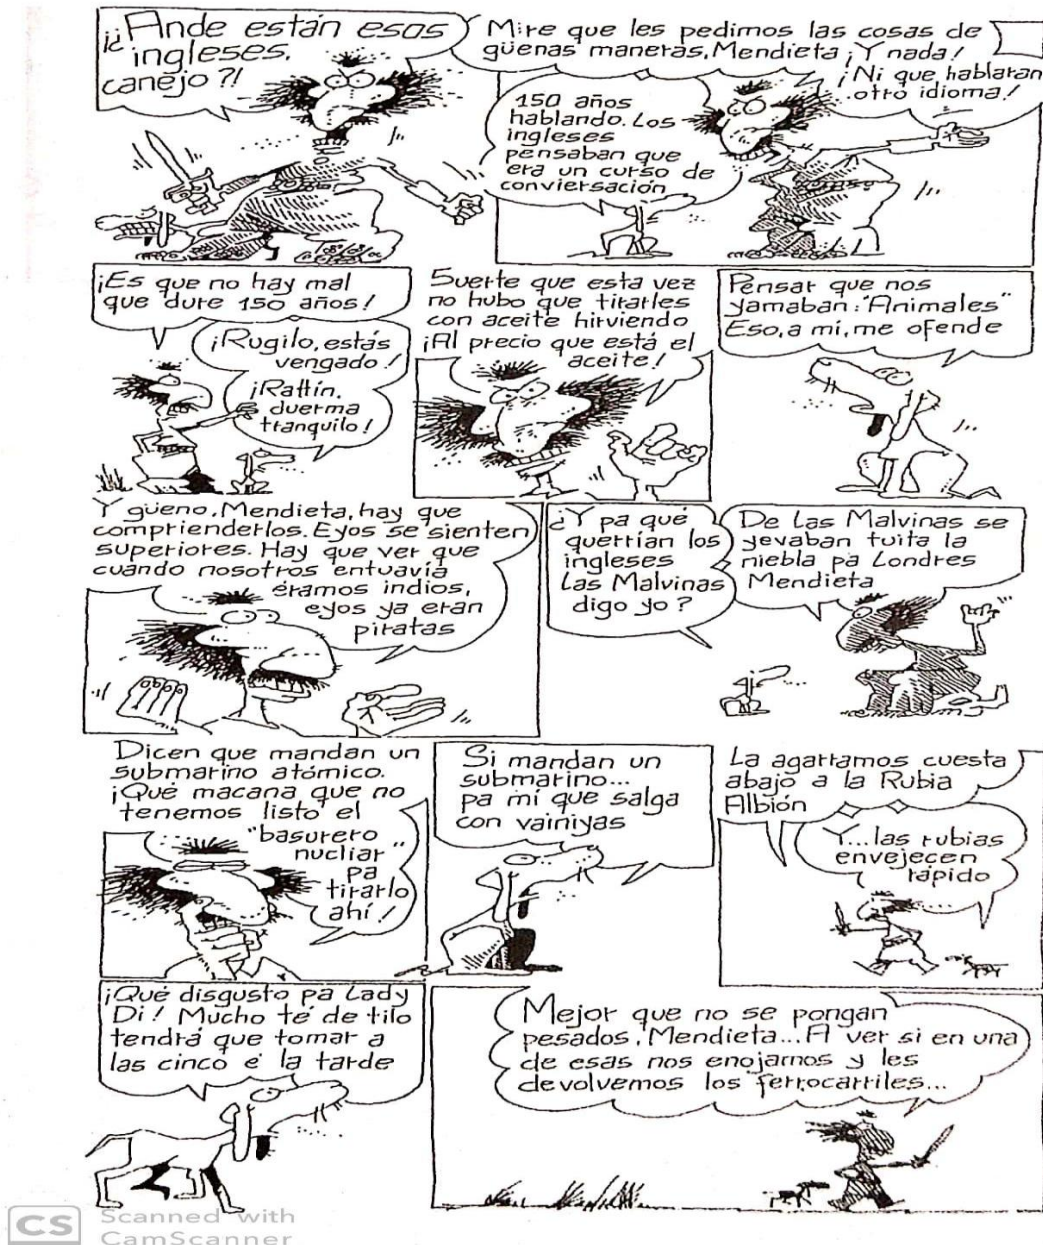 ¡¿Ande están esos
ingleses,
canejo?!
Mire que les pedimos las cosas de
güenas maneras, Mendieta ¡Y nada!
¡Ni que hablaran
otro idioma!
150 años
hablando. Los
ingleses
pensaban que
era un curso de
conviersación
¡Es que no hay mal
que dure 150 años!
¡Rugilo, estás
vengado!
¡Rattín,
duerma
tranquilo!
Suerte que esta vez
no hubo que tirarles
con aceite hirviendo
¡Al precio que está el
aceite!
Pensar que nos
yamaban: "Animales"
Eso, a mí, me ofende
Y güeno, Mendieta, hay que
comprienderlos. Eyos se sienten
superiores. Hay que ver que
cuando nosotros entuavía
éramos indios,
eyos ya eran
piratas
¿Y pa qué
querrían los
ingleses
las Malvinas
digo yo?
De las Malvinas se
yevaban tuita la
niebla pa Londres
Mendieta
Dicen que mandan un
submarino atómico.
¡Qué macana que no
tenemos listo el
"basurero
nucliar"
pa
tirarlo
ahí!
Si mandan un
submarino...
pa mí que salga
con vainiyas
La agarramos cuesta
abajo a la Rubia
Albión
Y... las rubias
envejecen
rápido
¡Qué disgusto pa Lady
Di! Mucho té de tilo
tendrá que tomar a
las cinco e' la tarde
Mejor que no se pongan
pesados, Mendieta... A ver si en una
de esas nos enojamos y les
devolvemos los ferrocarriles...
CS Scanned with
CamScanner